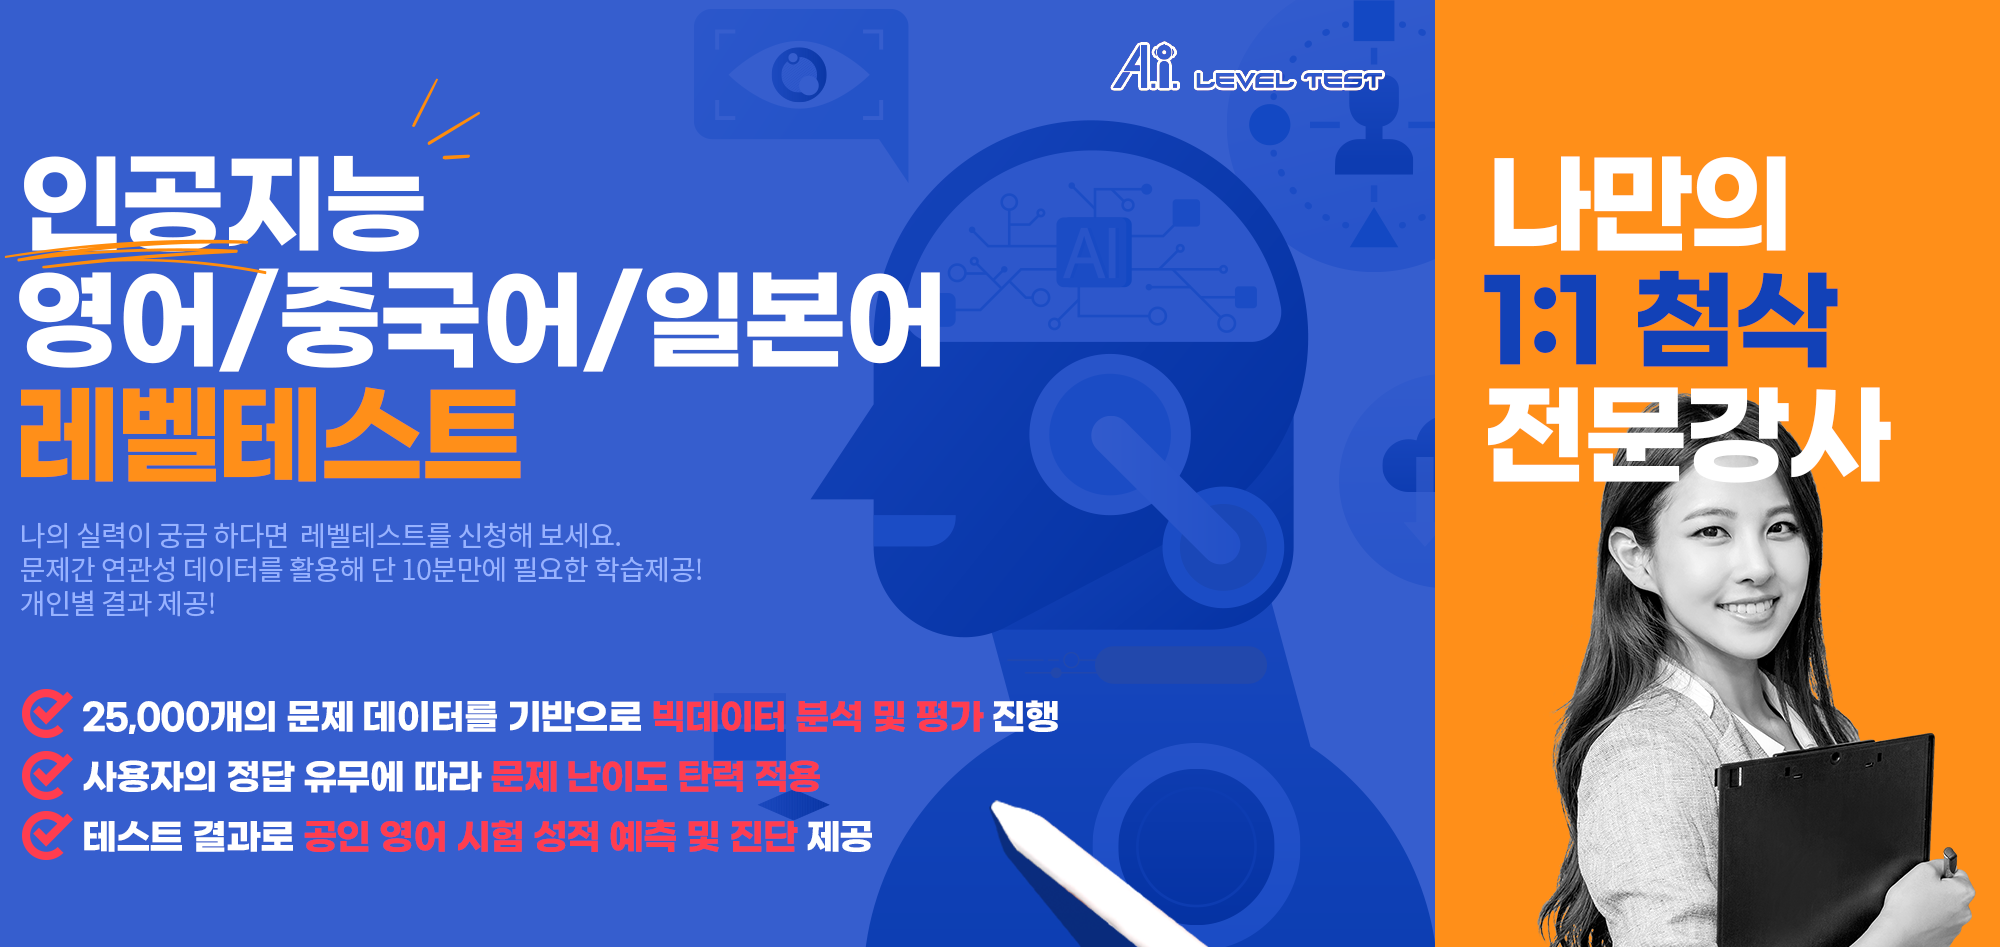 A.i. LEVEL TEST
인공지능
영어/중국어/일본어
레벨테스트
나의 실력이 궁금 하다면 레벨테스트를 신청해 보세요.
문제간 연관성 데이터를 활용해 단 10분만에 필요한 학습제공!
개인별 결과 제공!
25,000개의 문제 데이터를 기반으로 빅데이터 분석 및 평가 진행
사용자의 정답 유무에 따라 문제 난이도 탄력 적용
테스트 결과로 공인 영어 시험 성적 예측 및 진단 제공
AI
나만의
1:1 첨삭
전문강사